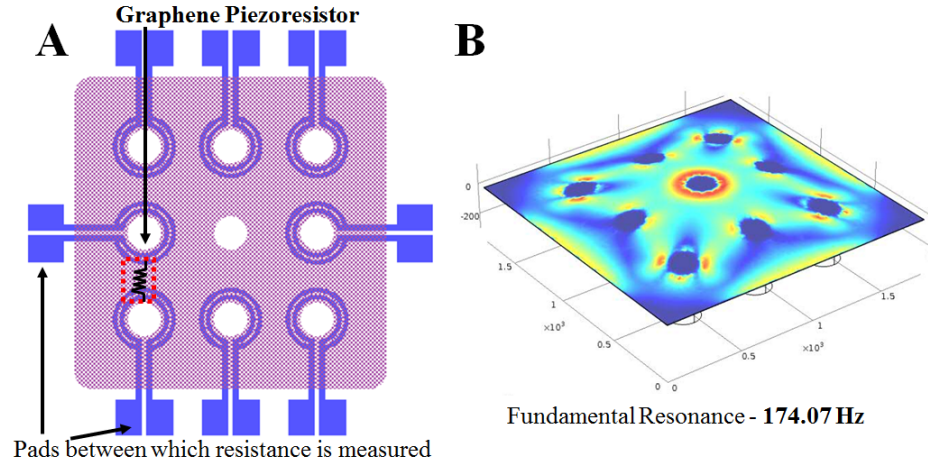 Graphene Piezoresistor
A
B
0
-200
1.5
1
×10³
0.5
0
0
0.5
1
×10³
1.5
Fundamental Resonance - 174.07 Hz
Pads between which resistance is measured